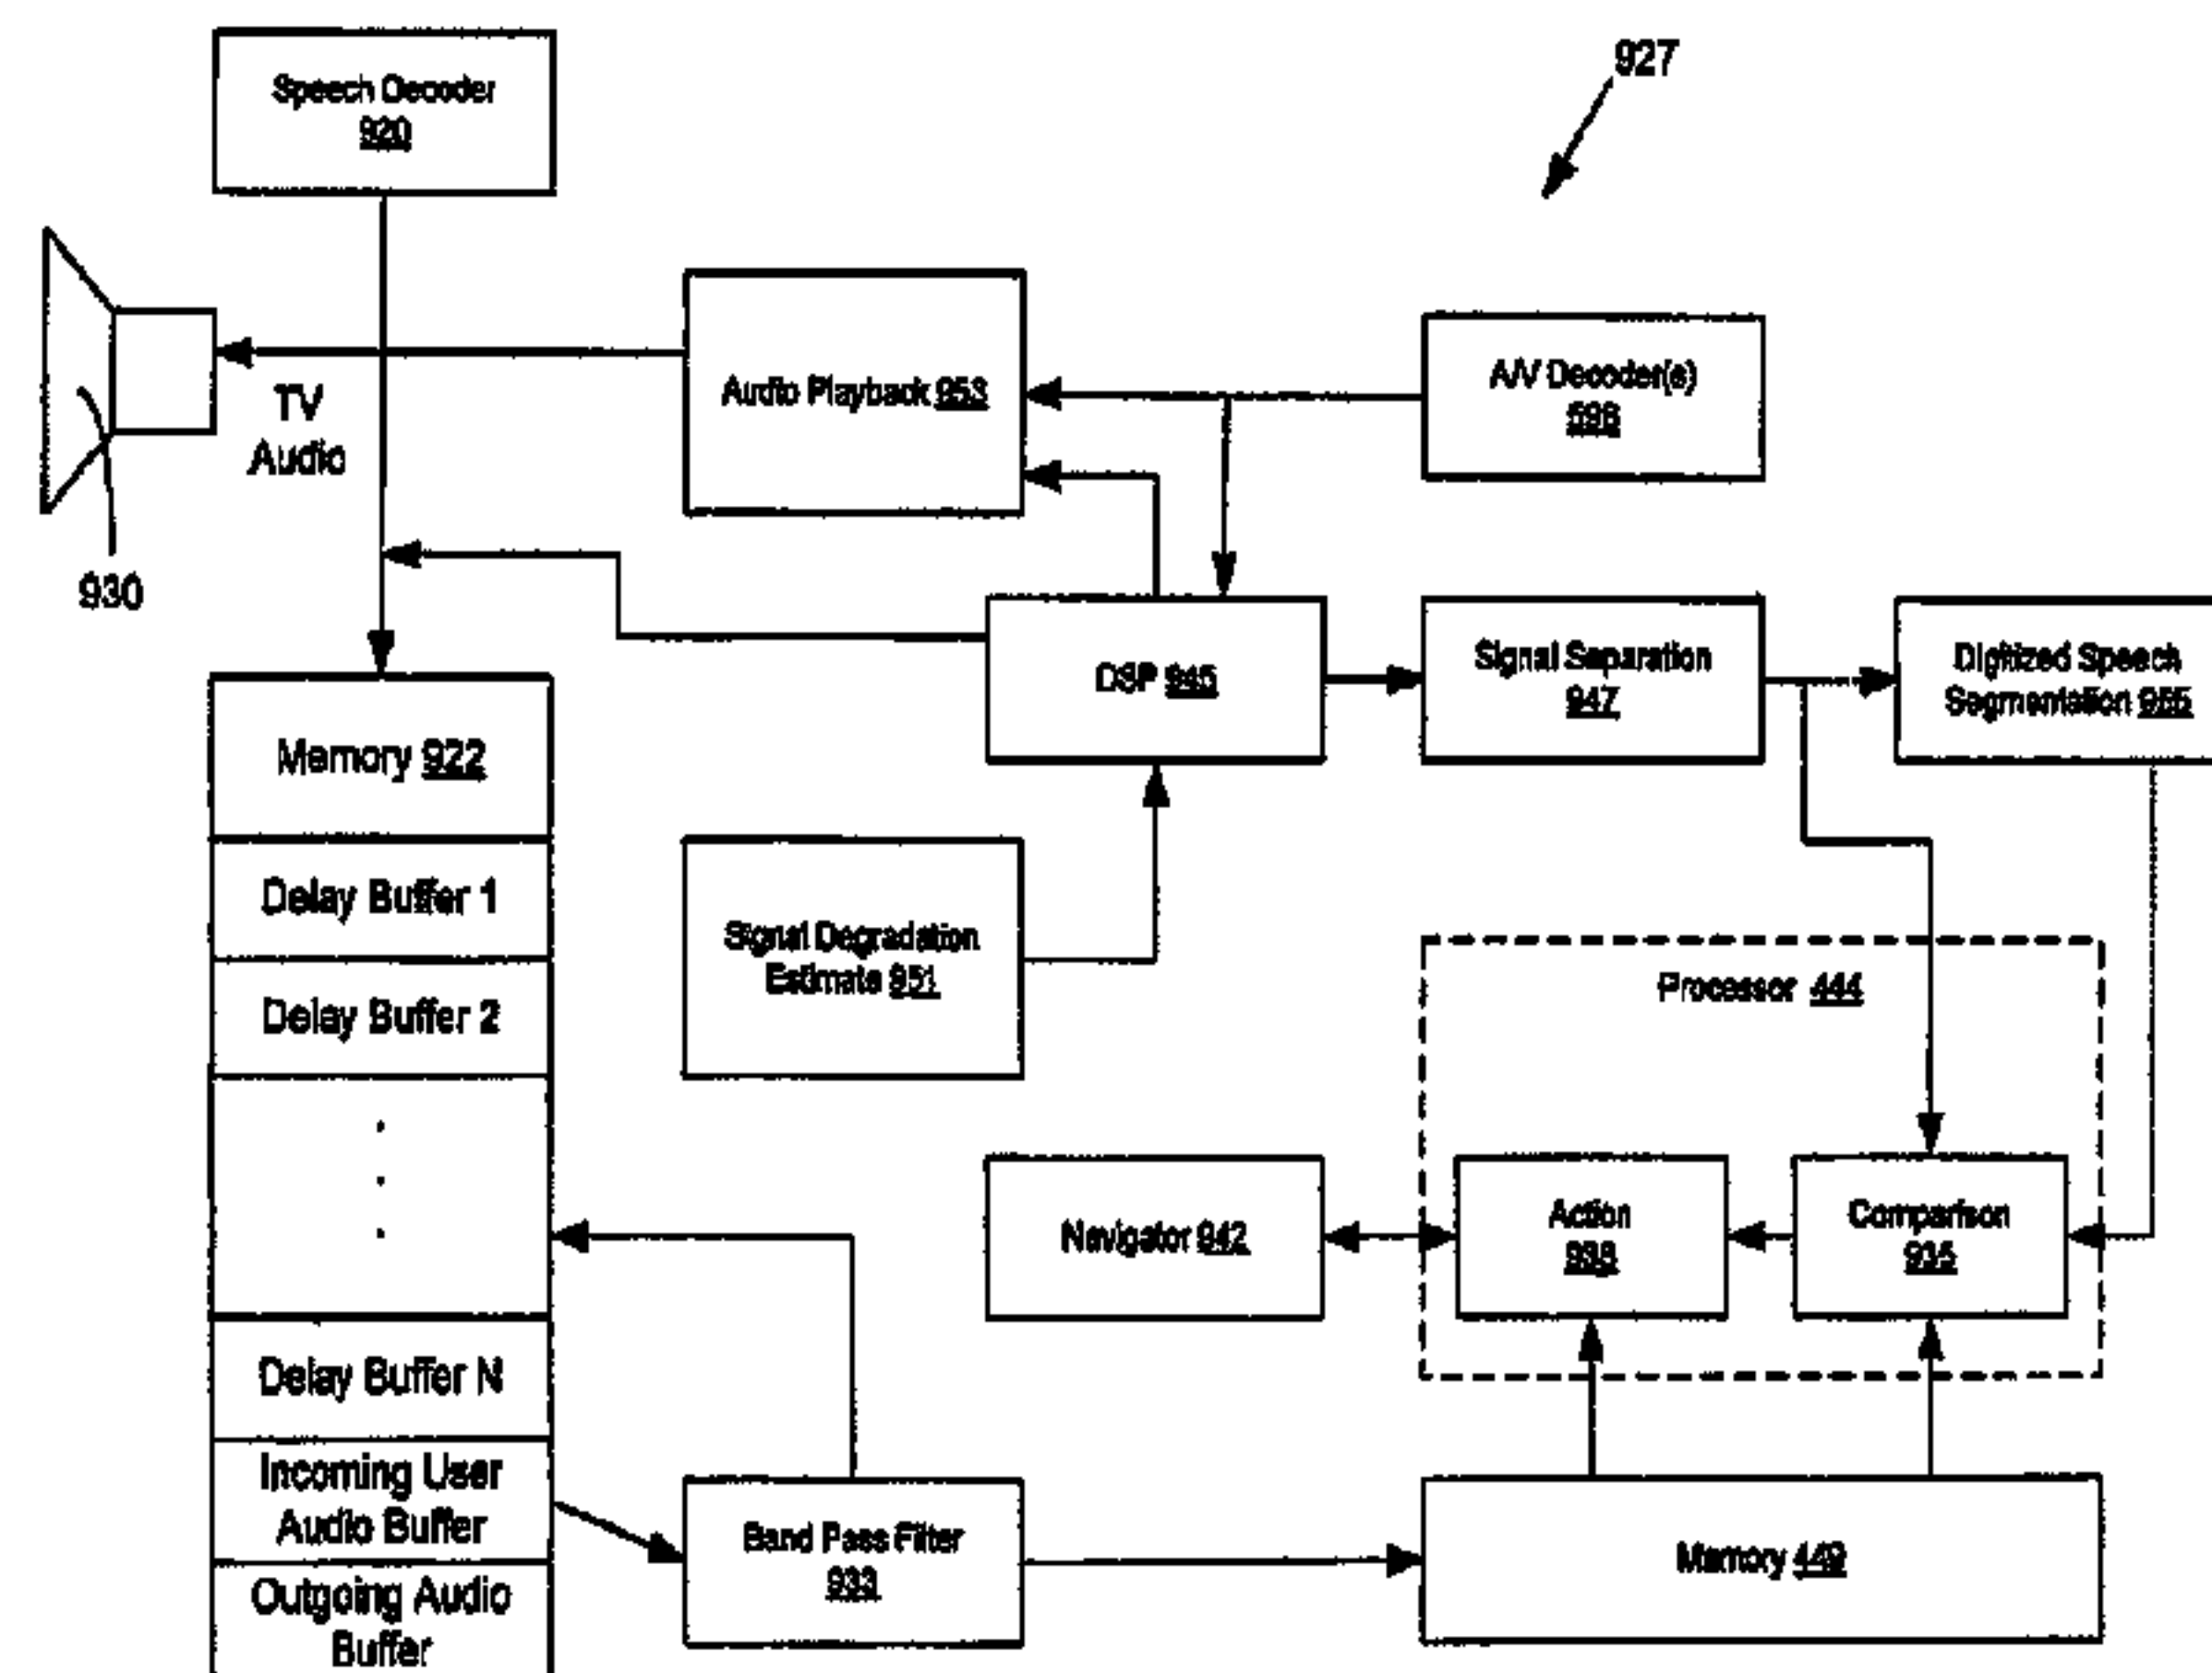 Speech Decoder
920
927
Audio Playback 953
A/V Decoder(s)
598
TV
Audio
930
DSP 945
Signal Separation
947
Digitized Speech
Segmentation 955
Memory 922
Delay Buffer 1
Signal Degradation
Estimate 951
Delay Buffer 2
Processor 444
Navigator 942
Action
938
Comparison
935
Delay Buffer N
Incoming User
Audio Buffer
Band Pass Filter
933
Memory 449
Outgoing Audio
Buffer